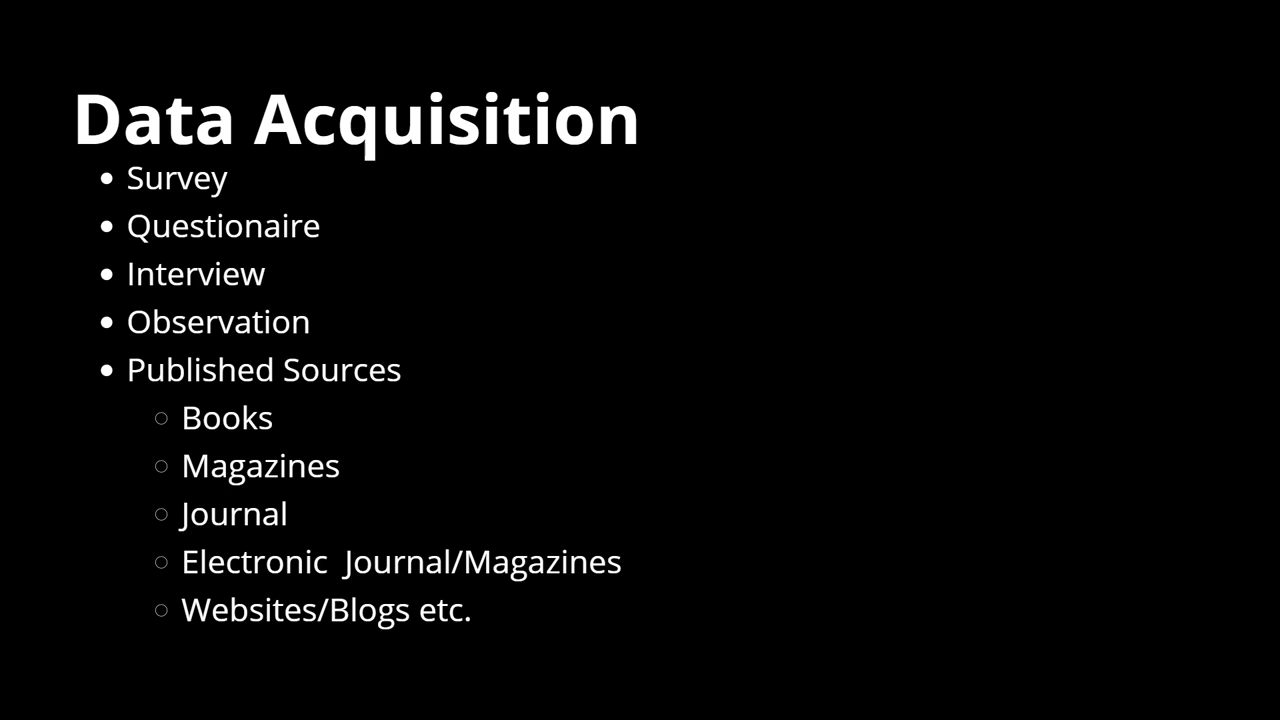 Data Acquisition
Survey
Questionaire
Interview
Observation
Published Sources
Books
Magazines
Journal
Electronic  Journal/Magazines
Websites/Blogs etc.